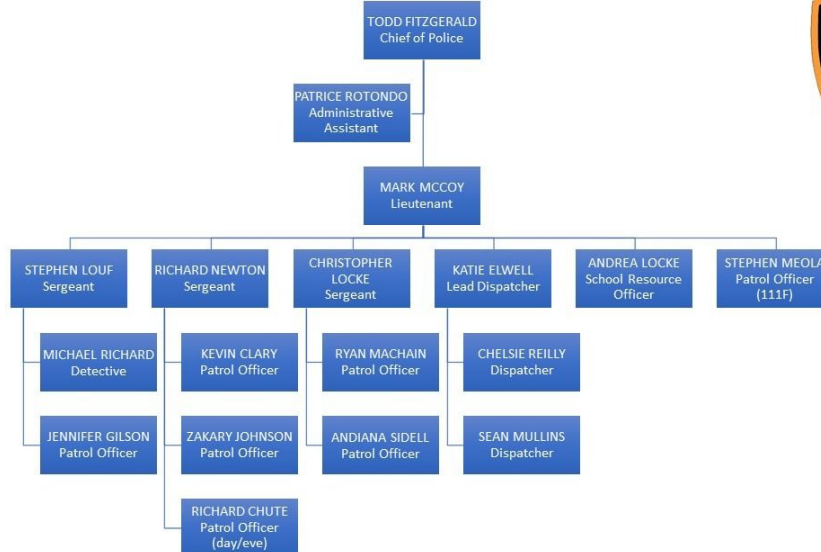 TODD FITZGERALD
Chief of Police
PATRICE ROTONDO
Administrative
Assistant
MARK MCCOY
Lieutenant
STEPHEN LOUF
Sergeant
RICHARD NEWTON
Sergeant
CHRISTOPHER
LOCKE
Sergeant
KATIE ELWELL
Lead Dispatcher
ANDREA LOCKE
School Resource
Officer
STEPHEN MEOLA
Patrol Officer
(111F)
MICHAEL RICHARD
Detective
KEVIN CLARY
Patrol Officer
RYAN MACHAIN
Patrol Officer
CHELSIE REILLY
Dispatcher
JENNIFER GILSON
Patrol Officer
ZAKARY JOHNSON
Patrol Officer
ANDIANA SIDELL
Patrol Officer
SEAN MULLINS
Dispatcher
RICHARD CHUTE
Patrol Officer
(day/eve)